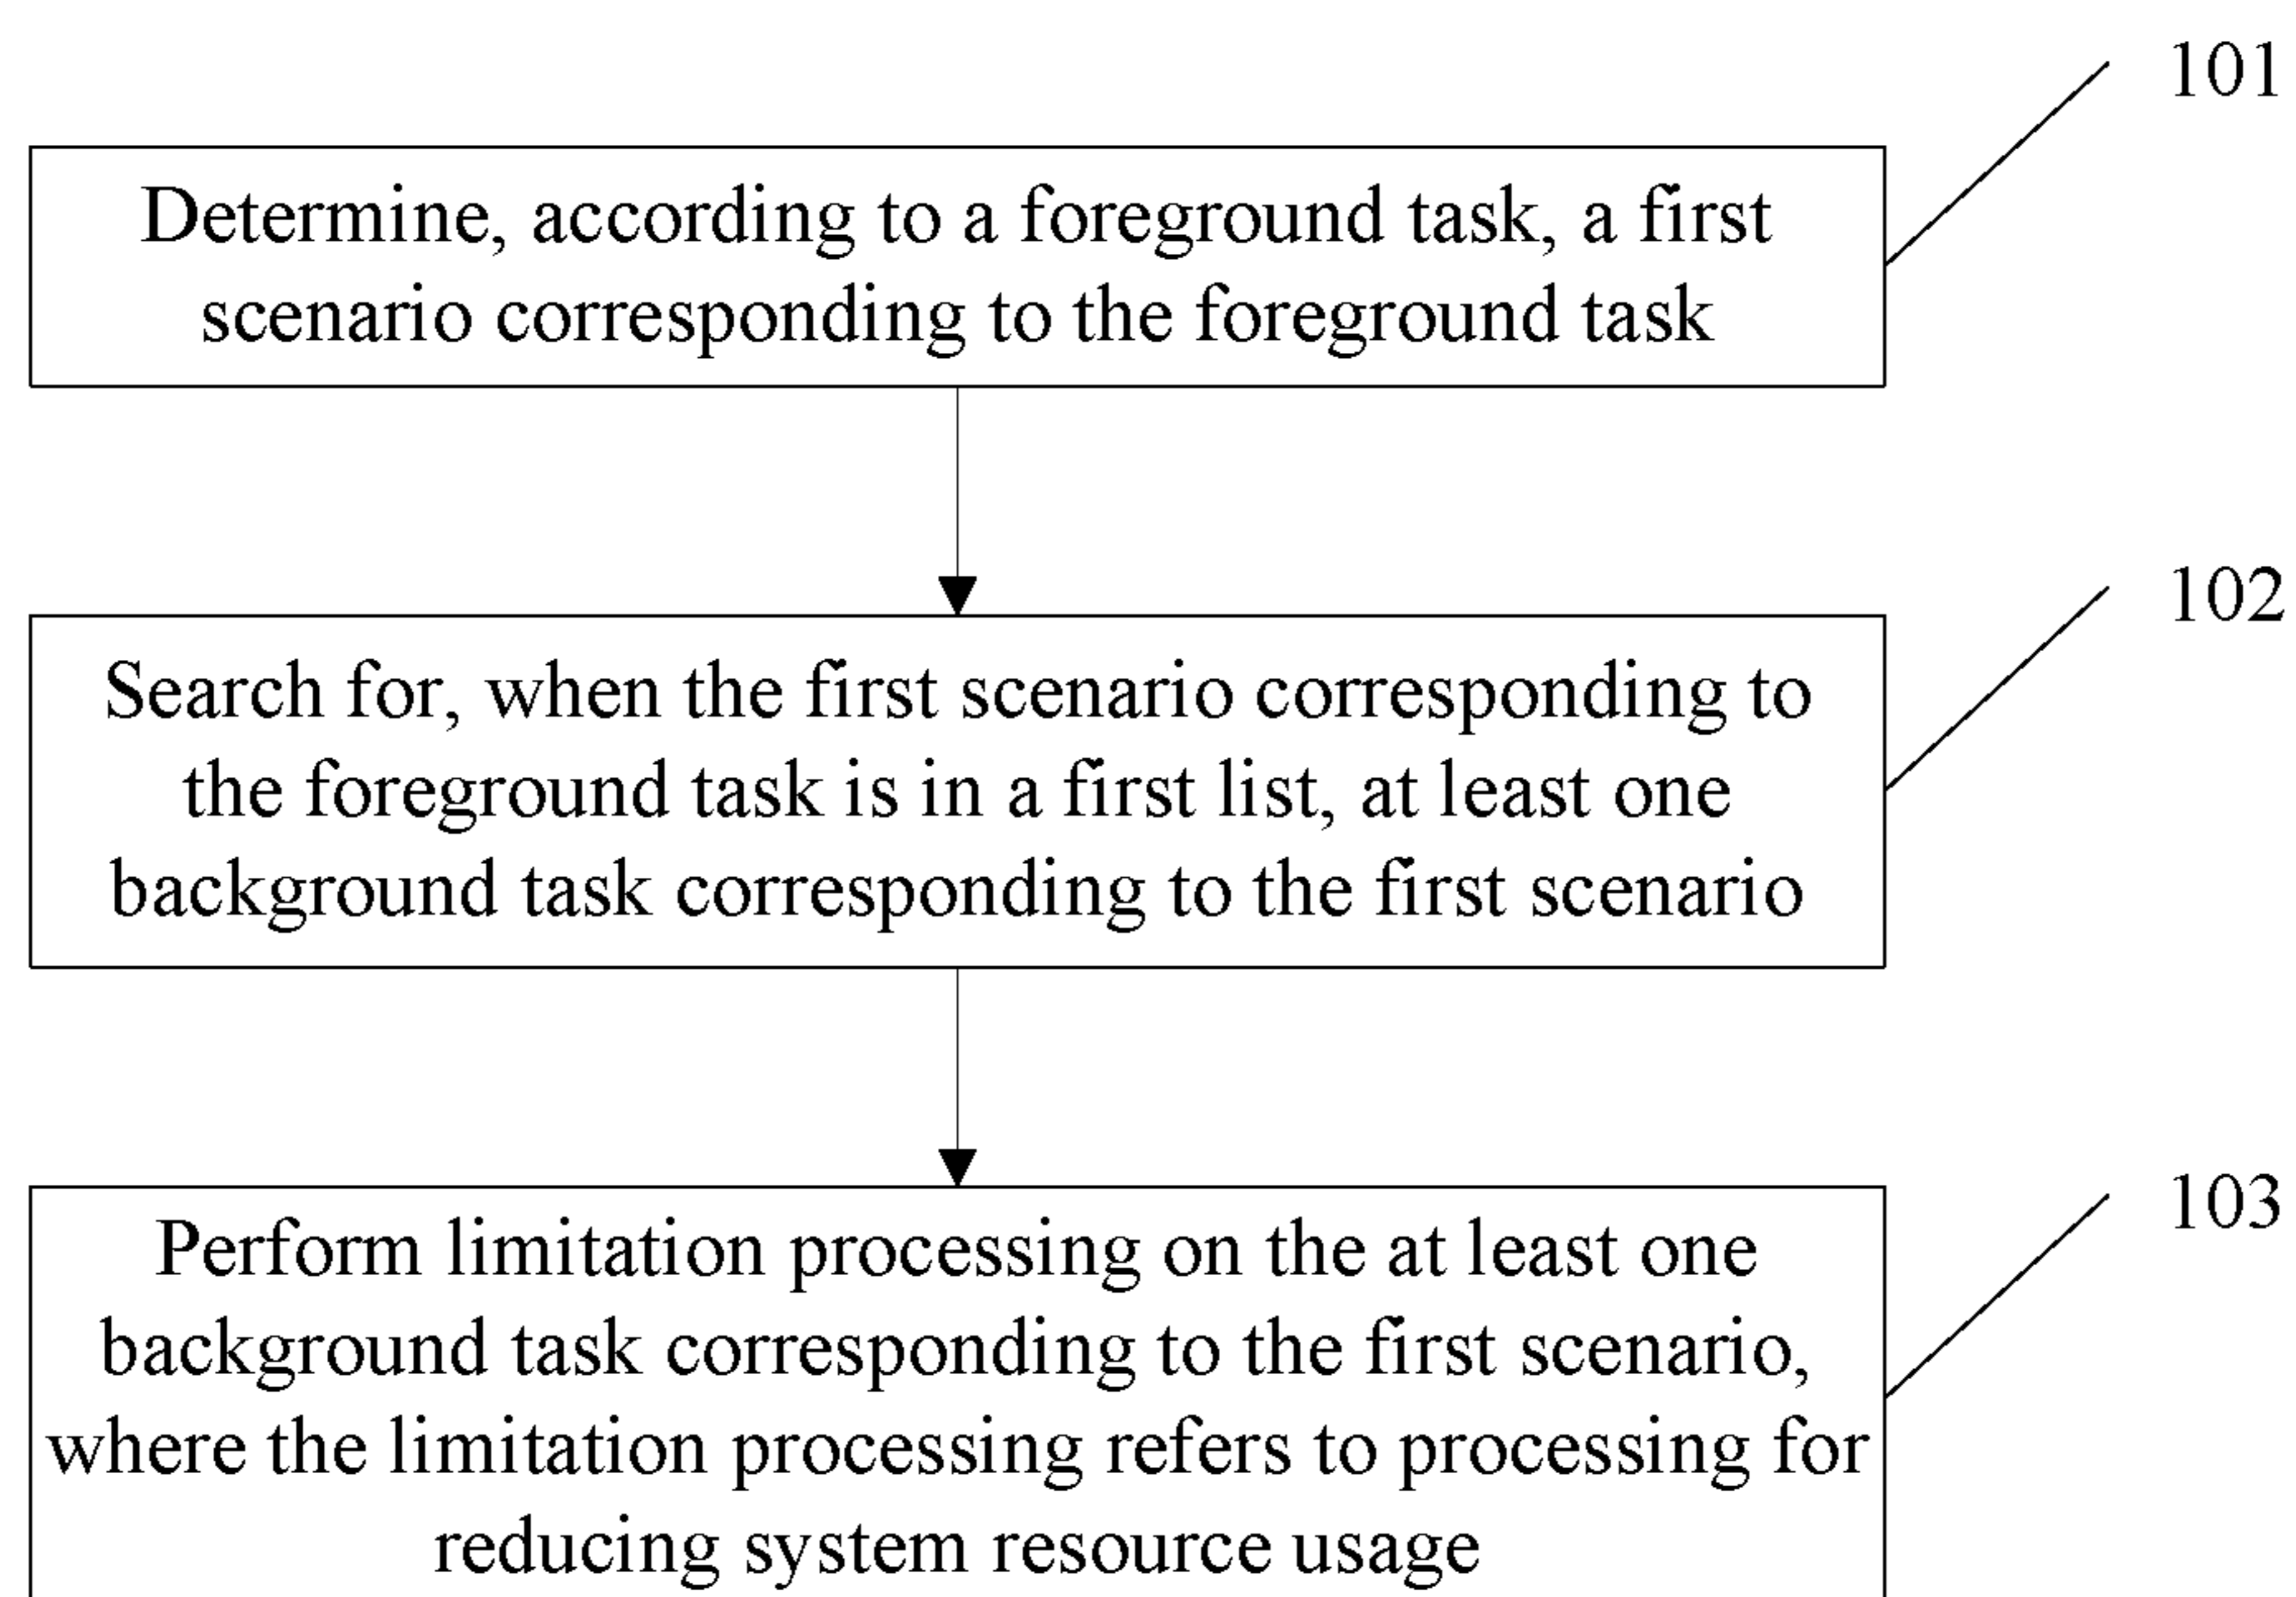 101
Determine, according to a foreground task, a first
scenario corresponding to the foreground task
102
Search for, when the first scenario corresponding to
the foreground task is in a first list, at least one
background task corresponding to the first scenario
103
Perform limitation processing on the at least one
background task corresponding to the first scenario,
where the limitation processing refers to processing for
reducing system resource usage